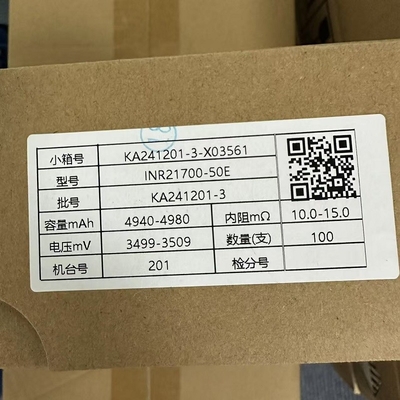 小箱号 KA241201-3-X03561
型号 INR21700-50E
批号 KA241201-3
容量mAh 4940-4980 内阻mΩ 10.0-15.0
电压mV 3499-3509 数量(支) 100
机台号 201 检分号